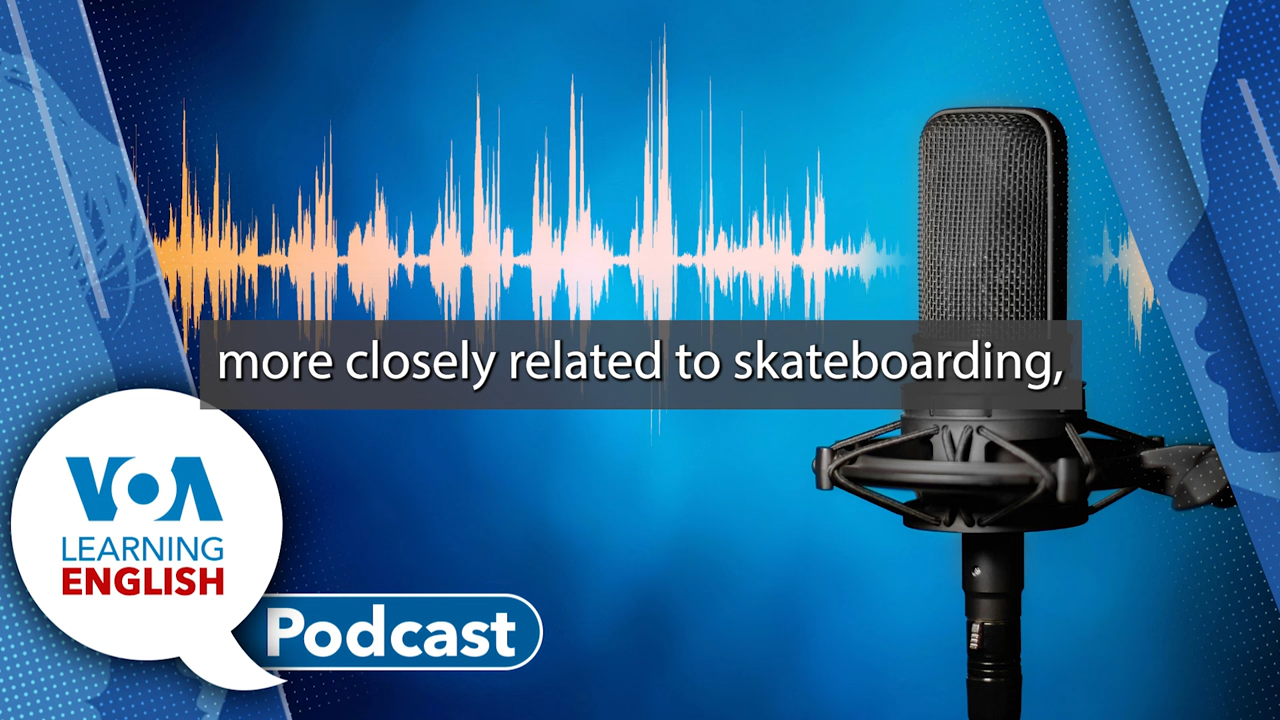 more closely related to skateboarding,
VOA
LEARNING
ENGLISH
Podcast